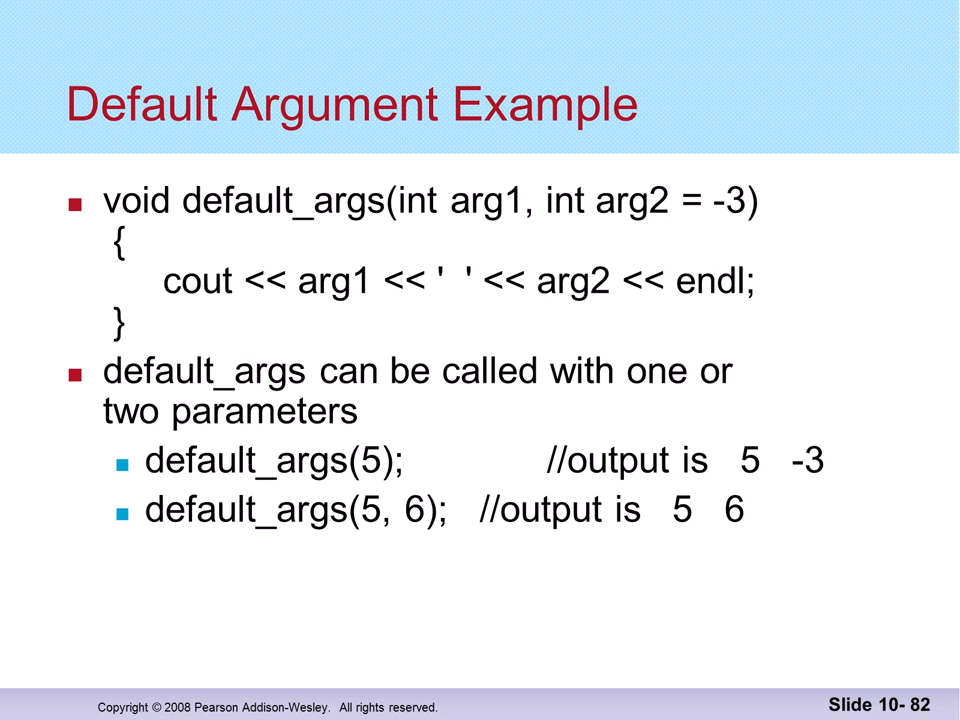 Default Argument Example
void default_args(int arg1, int arg2 = -3)
{
cout << arg1 << '  ' << arg2 << endl;
}
default_args can be called with one or
two parameters
default_args(5); //output is 5 -3
default_args(5, 6); //output is 5 6
Copyright © 2008 Pearson Addison-Wesley. All rights reserved.
Slide 10- 82